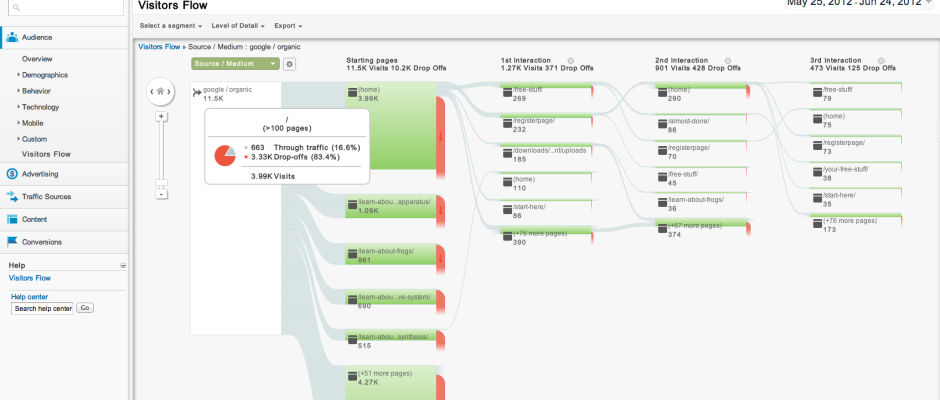 Visitors Flow
May 25, 2012 - Jun 24, 2012
Select a segment
Level of Detail
Export
Visitors Flow » Source / Medium : google / organic
Audience
Overview
Demographics
Behavior
Technology
Mobile
Custom
Visitors Flow
Advertising
Traffic Sources
Content
Conversions
Help
Visitors Flow
Help center
Search help center
Go
Source / Medium
google / organic
11.5K
/
(>100 pages)
663 Through traffic (16.6%)
3.33K Drop-offs (83.4%)
3.99K Visits
Starting pages
11.5K Visits 10.2K Drop Offs
(home)
3.99K
/learn-abou...apparatus/
1.09K
/learn-about-frogs/
961
/learn-abou...ve-system/
690
/learn-abou...synthesis/
515
(+51 more pages)
4.27K
1st Interaction
1.27K Visits 371 Drop Offs
/free-stuff/
269
/registerpage/
232
/downloads/...nt/uploads
185
(home)
110
/start-here/
86
(+76 more pages)
390
2nd Interaction
901 Visits 428 Drop Offs
(home)
290
/almost-done/
86
/registerpage/
70
/free-stuff/
45
/learn-about-frogs/
36
(+67 more pages)
374
3rd Interaction
473 Visits 125 Drop Offs
/free-stuff/
79
(home)
75
/registerpage/
73
/your-free-stuff/
38
/start-here/
35
(+76 more pages)
173